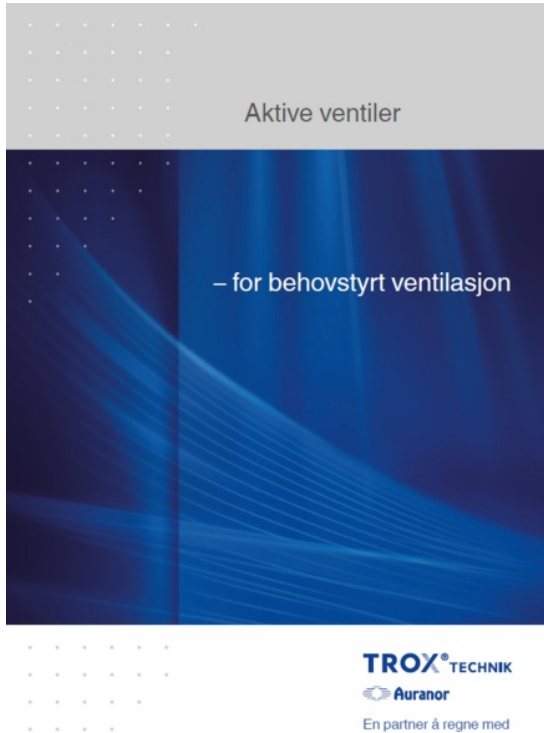 Aktive ventiler
– for behovstyrt ventilasjon
TROX® TECHNIK
Auranor
En partner å regne med